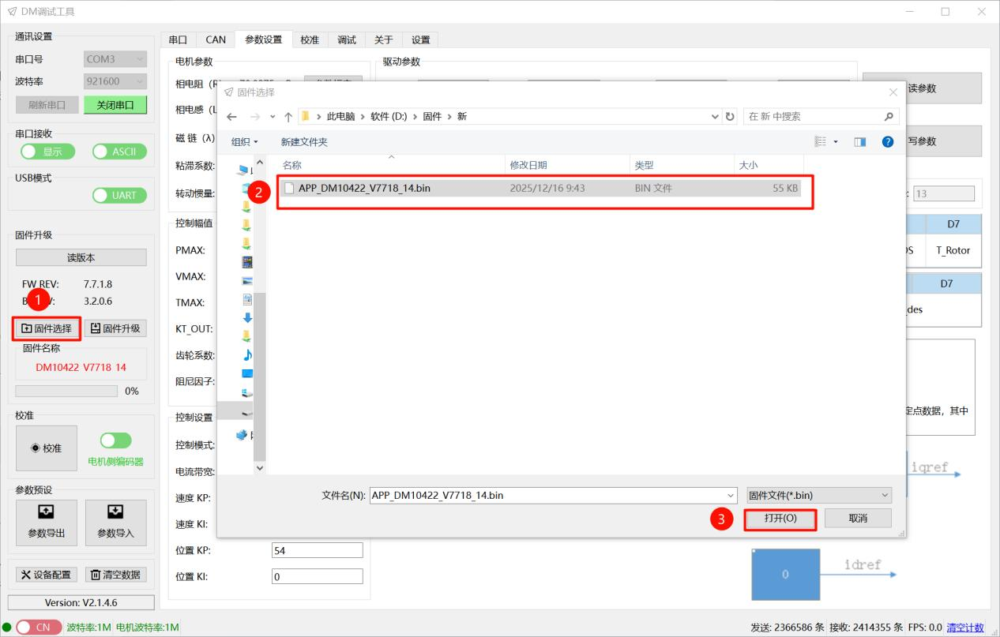 DM调试工具
通讯设置
串口号 COM3
波特率 921600
刷新串口 关闭串口
串口接收
显示 ASCII
USB模式
UART
固件升级
读版本
FW REV: 7.7.1.8
3.2.0.6
1
固件选择 固件升级
固件名称
DM10422 V7718 14
0%
校准
校准
电机侧编码器
参数预设
参数导出 参数导入
设备配置 清空数据
Version: V2.1.4.6
CN 波特率:1M 电机波特率:1M
串口 CAN 参数设置 校准 调试 关于 设置
电机参数
相电阻
相电感
磁 链 (λ)
粘滞系数:
转动惯量:
控制幅值
PMAX:
VMAX:
TMAX:
KT_OUT:
齿轮系数:
阻尼因子:
控制设置
控制模式:
电流带宽:
速度 KP:
速度 KI:
位置 KP: 54
位置 KI: 0
驱动参数
固件选择
此电脑 软件 (D:) 固件 新
在 新 中搜索
组织 新建文件夹
名称 修改日期 类型 大小
2
APP_DM10422_V7718_14.bin 2025/12/16 9:43 BIN 文件 55 KB
文件名(N): APP_DM10422_V7718_14.bin 固件文件(*.bin)
3
打开(O) 取消
读参数
写参数
13
D7
T_Rotor
D7
des
定点数据，其中
iqref
0
idref
发送: 2366586 条 接收: 2414355 条 FPS: 0.0 清空计数